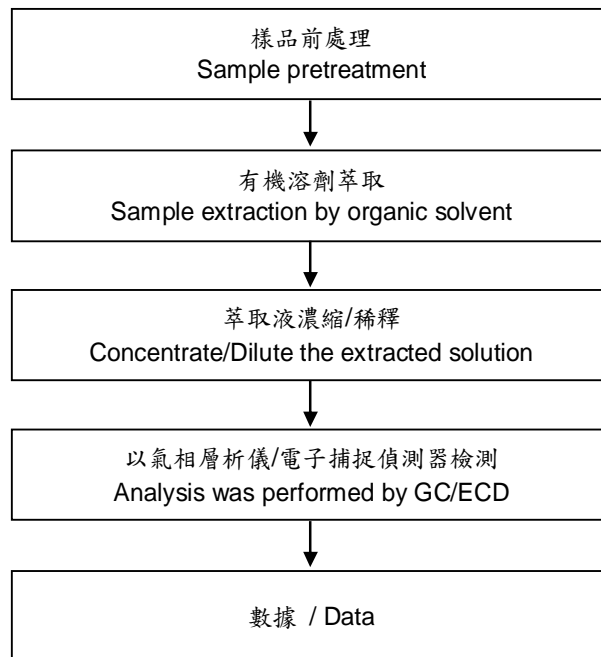 樣品前處理
Sample pretreatment
有機溶劑萃取
Sample extraction by organic solvent
萃取液濃縮/稀釋
Concentrate/Dilute the extracted solution
以氣相層析儀/電子捕捉偵測器檢測
Analysis was performed by GC/ECD
數據 / Data